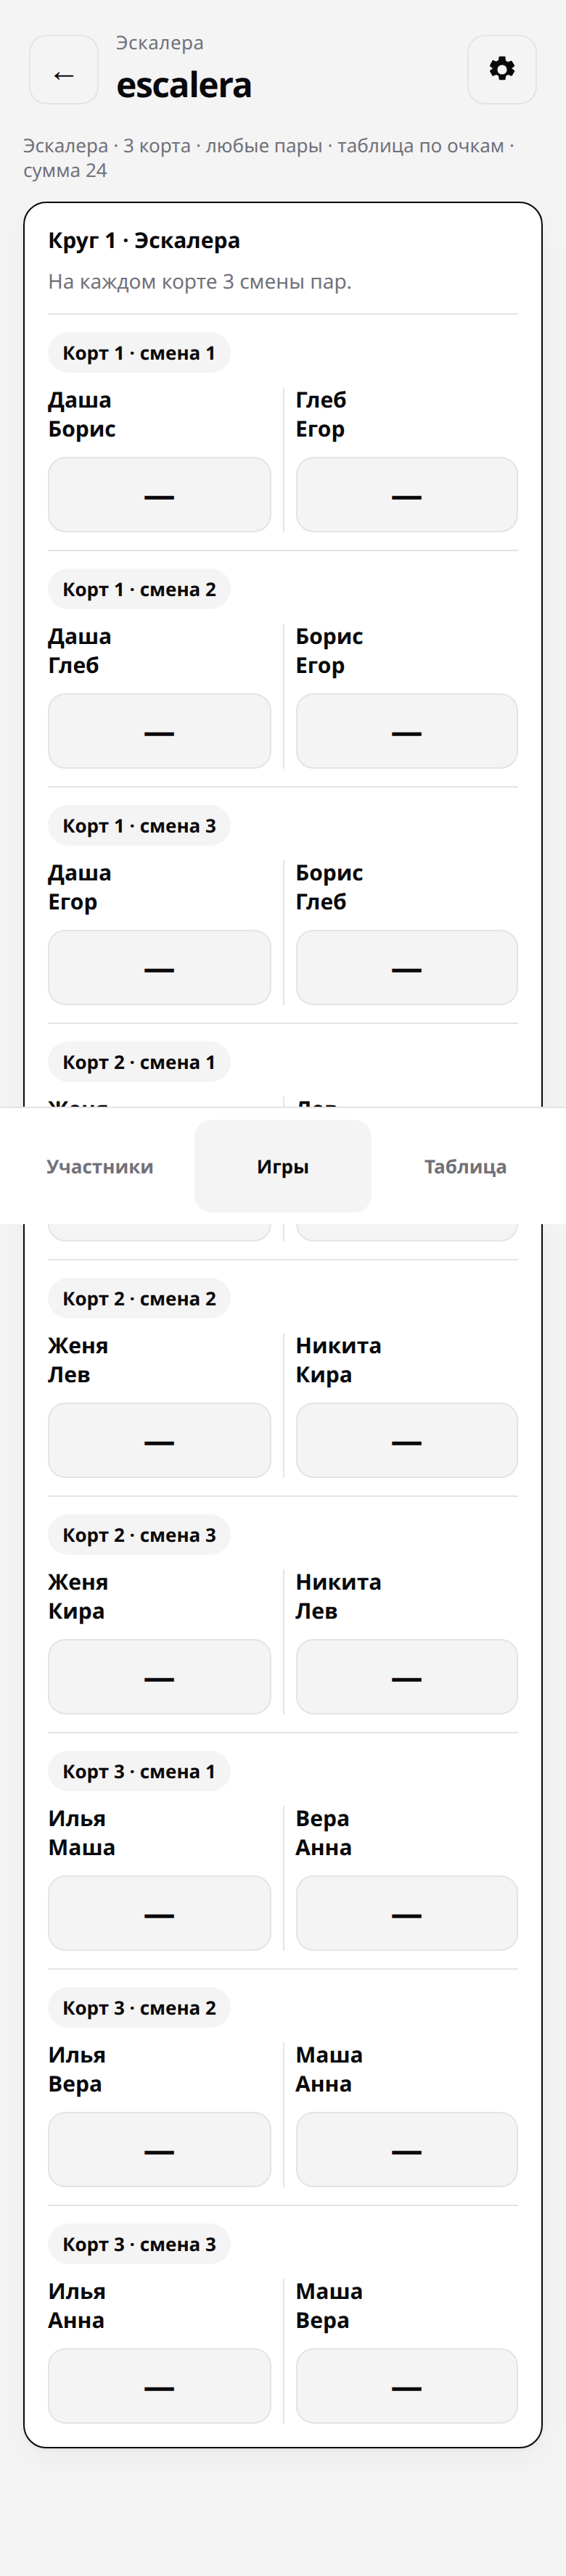 ←
Эскалера
escalera
Эскалера · 3 корта · любые пары · таблица по очкам ·
сумма 24
Круг 1 · Эскалера
На каждом корте 3 смены пар.
Корт 1 · смена 1
Даша
Борис
Глеб
Егор
—
—
Корт 1 · смена 2
Даша
Глеб
Борис
Егор
—
—
Корт 1 · смена 3
Даша
Егор
Борис
Глеб
—
—
Корт 2 · смена 1
Участники
Игры
Таблица
Корт 2 · смена 2
Женя
Лев
Никита
Кира
—
—
Корт 2 · смена 3
Женя
Кира
Никита
Лев
—
—
Корт 3 · смена 1
Илья
Маша
Вера
Анна
—
—
Корт 3 · смена 2
Илья
Вера
Маша
Анна
—
—
Корт 3 · смена 3
Илья
Анна
Маша
Вера
—
—